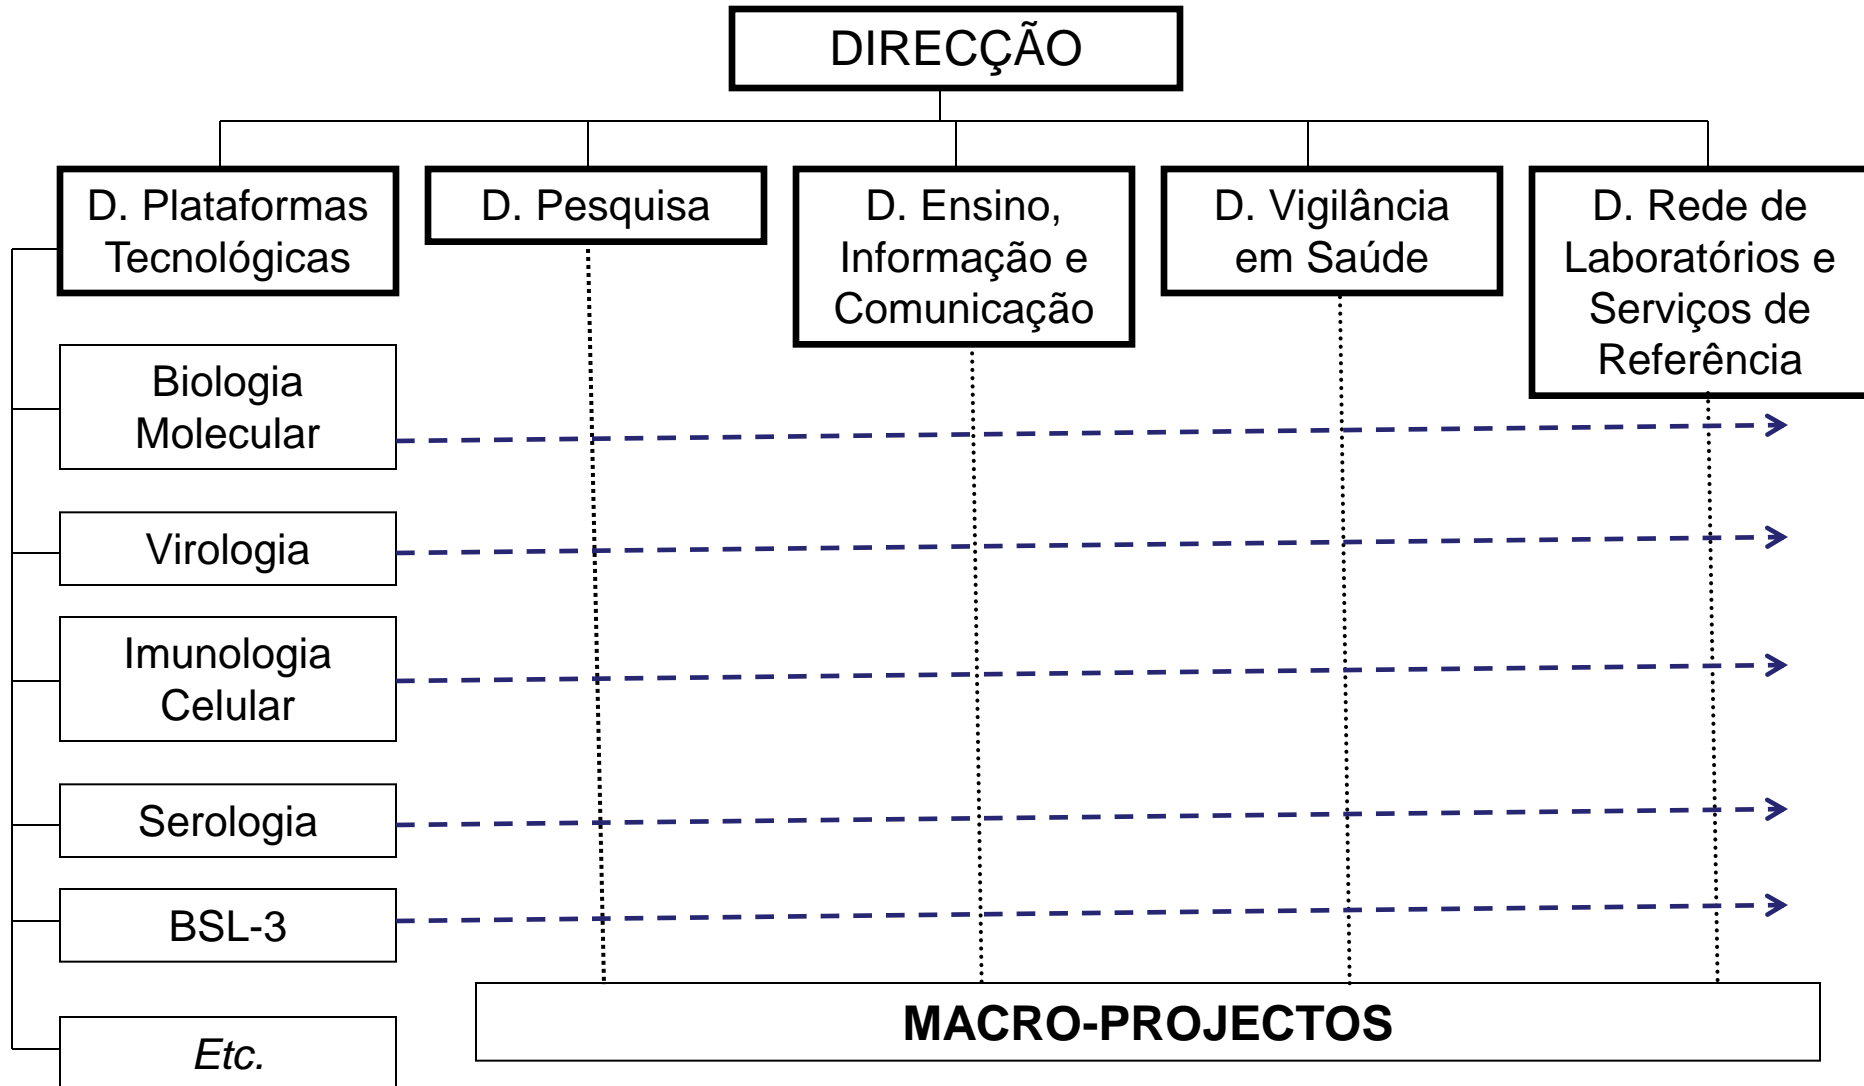 DIRECÇÃO
D. Plataformas
Tecnológicas
D. Pesquisa
D. Ensino,
Informação e
Comunicação
D. Vigilância
em Saúde
D. Rede de
Laboratórios e
Serviços de
Referência
Biologia
Molecular
Virologia
Imunologia
Celular
Serologia
BSL-3
Etc.
MACRO-PROJECTOS